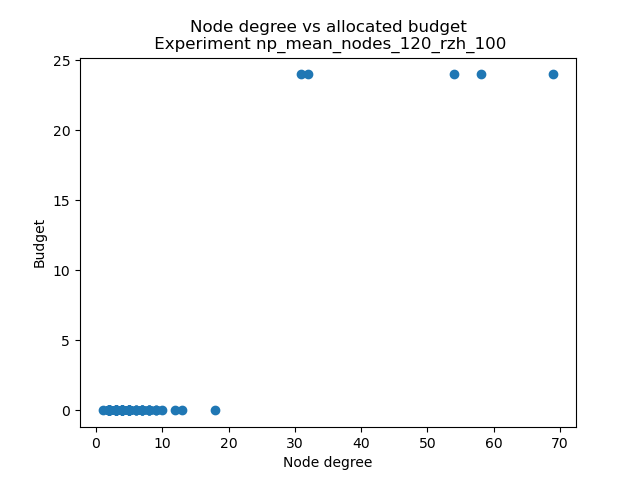 Node degree vs allocated budget
Experiment np_mean_nodes_120_rzh_100
25
20
15
10
5
0
Budget
0 10 20 30 40 50 60 70
Node degree